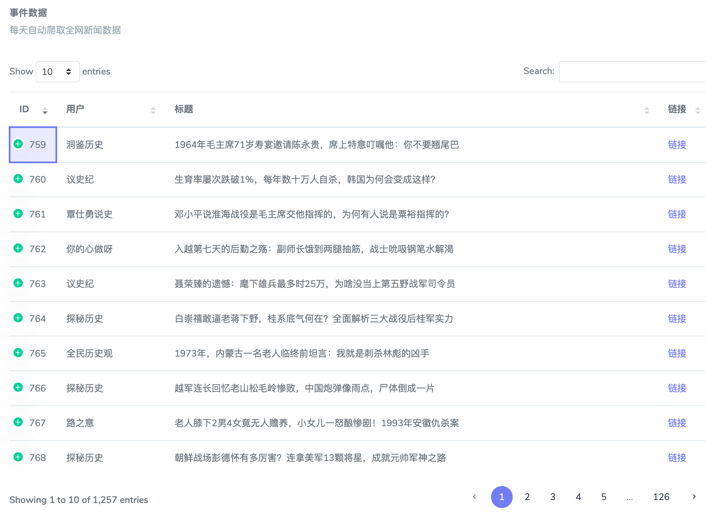 事件数据
每天自动爬取全网新闻数据
Show 10 entries Search:
ID 用户 标题 链接
759 洞鉴历史 1964年毛主席71岁寿宴邀请陈永贵，席上特意叮嘱他：你不要翘尾巴 链接
760 议史纪 生育率屡次跌破1%，每年数十万人自杀，韩国为何会变成这样？ 链接
761 覃仕勇说史 邓小平说淮海战役是毛主席交他指挥的，为何有人说是粟裕指挥的？ 链接
762 你的心做呀 入越第七天的后勤之殇：副师长饿到两腿抽筋，战士吮吸钢笔水解渴 链接
763 议史纪 聂荣臻的遗憾：麾下雄兵最多时25万，为啥没当上第五野战军司令员 链接
764 探秘历史 白崇禧敢逼老蒋下野，桂系底气何在？全面解析三大战役后桂军实力 链接
765 全民历史观 1973年，内蒙古一名老人临终前坦言：我就是刺杀林彪的凶手 链接
766 探秘历史 越军连长回忆老山松毛岭惨败，中国炮弹像雨点，尸体倒成一片 链接
767 路之意 老人膝下2男4女竟无人赡养，小女儿一怒酿惨剧！1993年安徽仇杀案 链接
768 探秘历史 朝鲜战场彭德怀有多厉害？连拿美军13颗将星，成就元帅军神之路 链接
Showing 1 to 10 of 1,257 entries ‹ 1 2 3 4 5 ... 126 ›